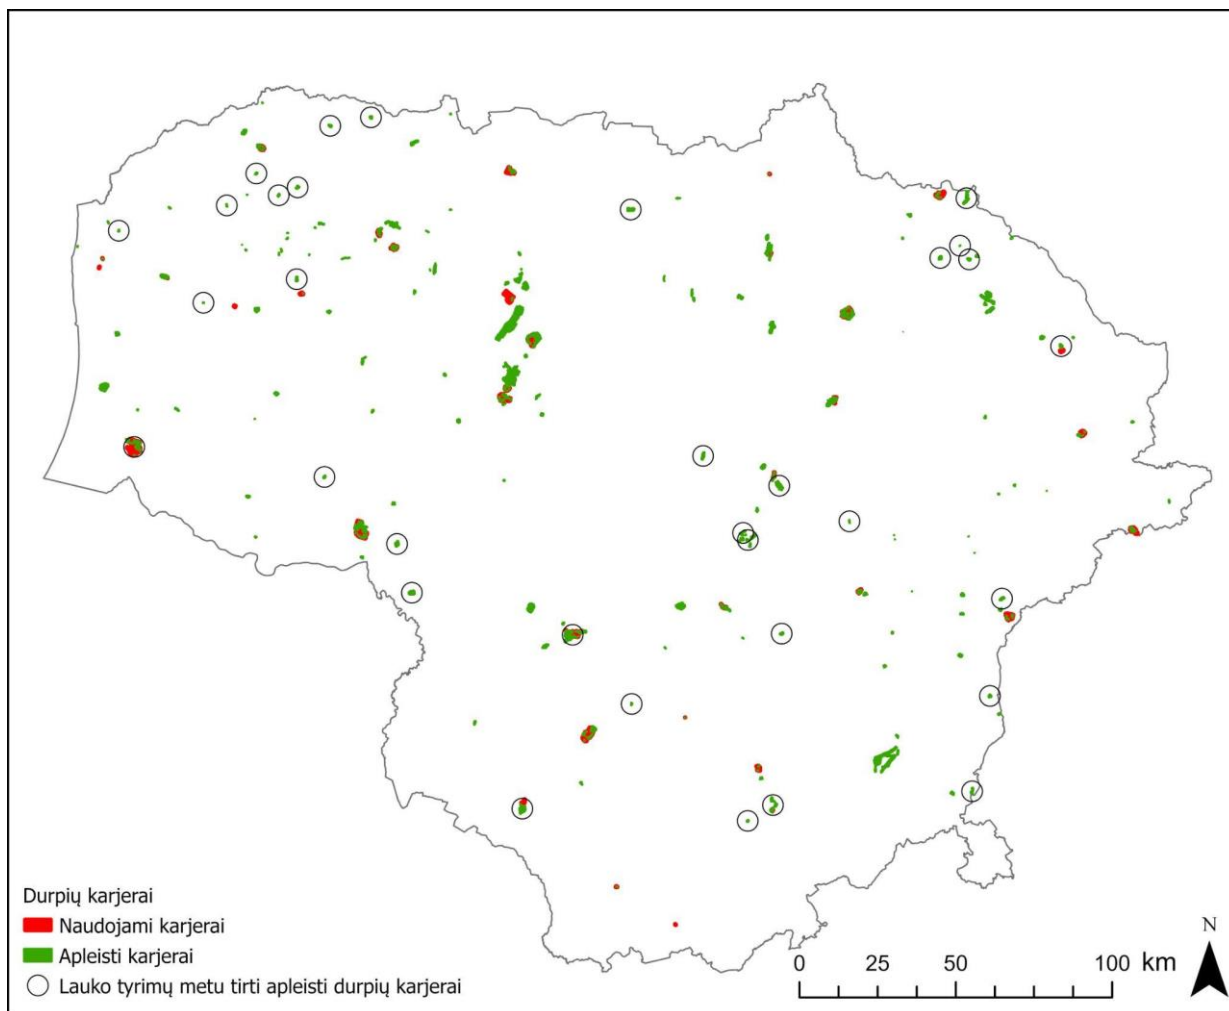 Durpių karjerai
Naudojami karjerai
Apleisti karjerai
Lauko tyrimų metu tirti apleisti durpių karjerai
N
0 25 50 100 km